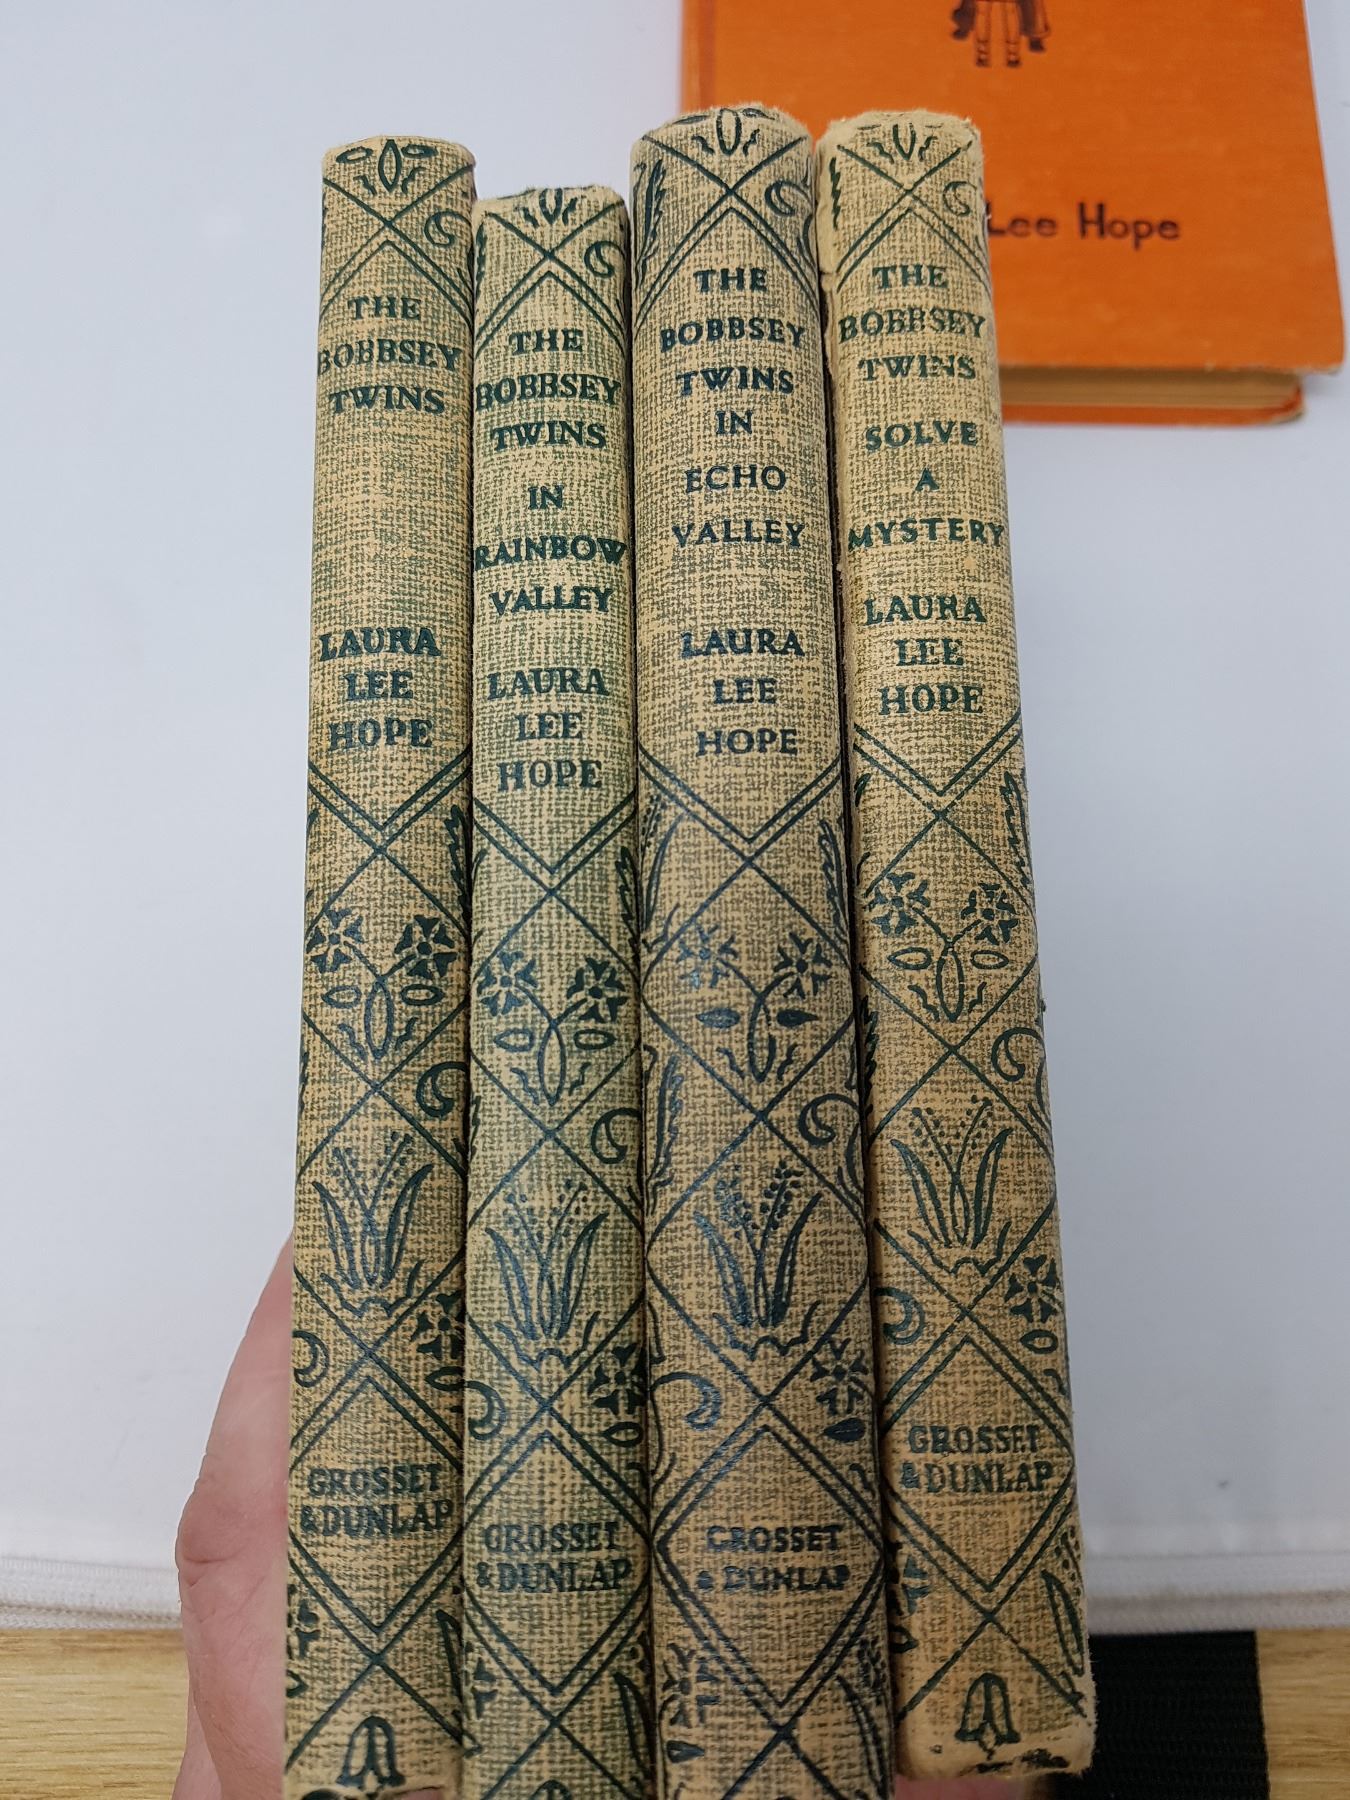 THE
BOBBSEY
TWINS
LAURA
LEE
HOPE
GROSSET
& DUNLAP
THE
BOBBSEY
TWINS
IN
RAINBOW
VALLEY
LAURA
LEE
HOPE
GROSSET
& DUNLAP
THE
BOBBSEY
TWINS
IN
ECHO
VALLEY
LAURA
LEE
HOPE
GROSSET
& DUNLAP
THE
BOBBSEY
TWINS
SOLVE
A
MYSTERY
LAURA
LEE
HOPE
GROSSET
& DUNLAP
Lee Hope